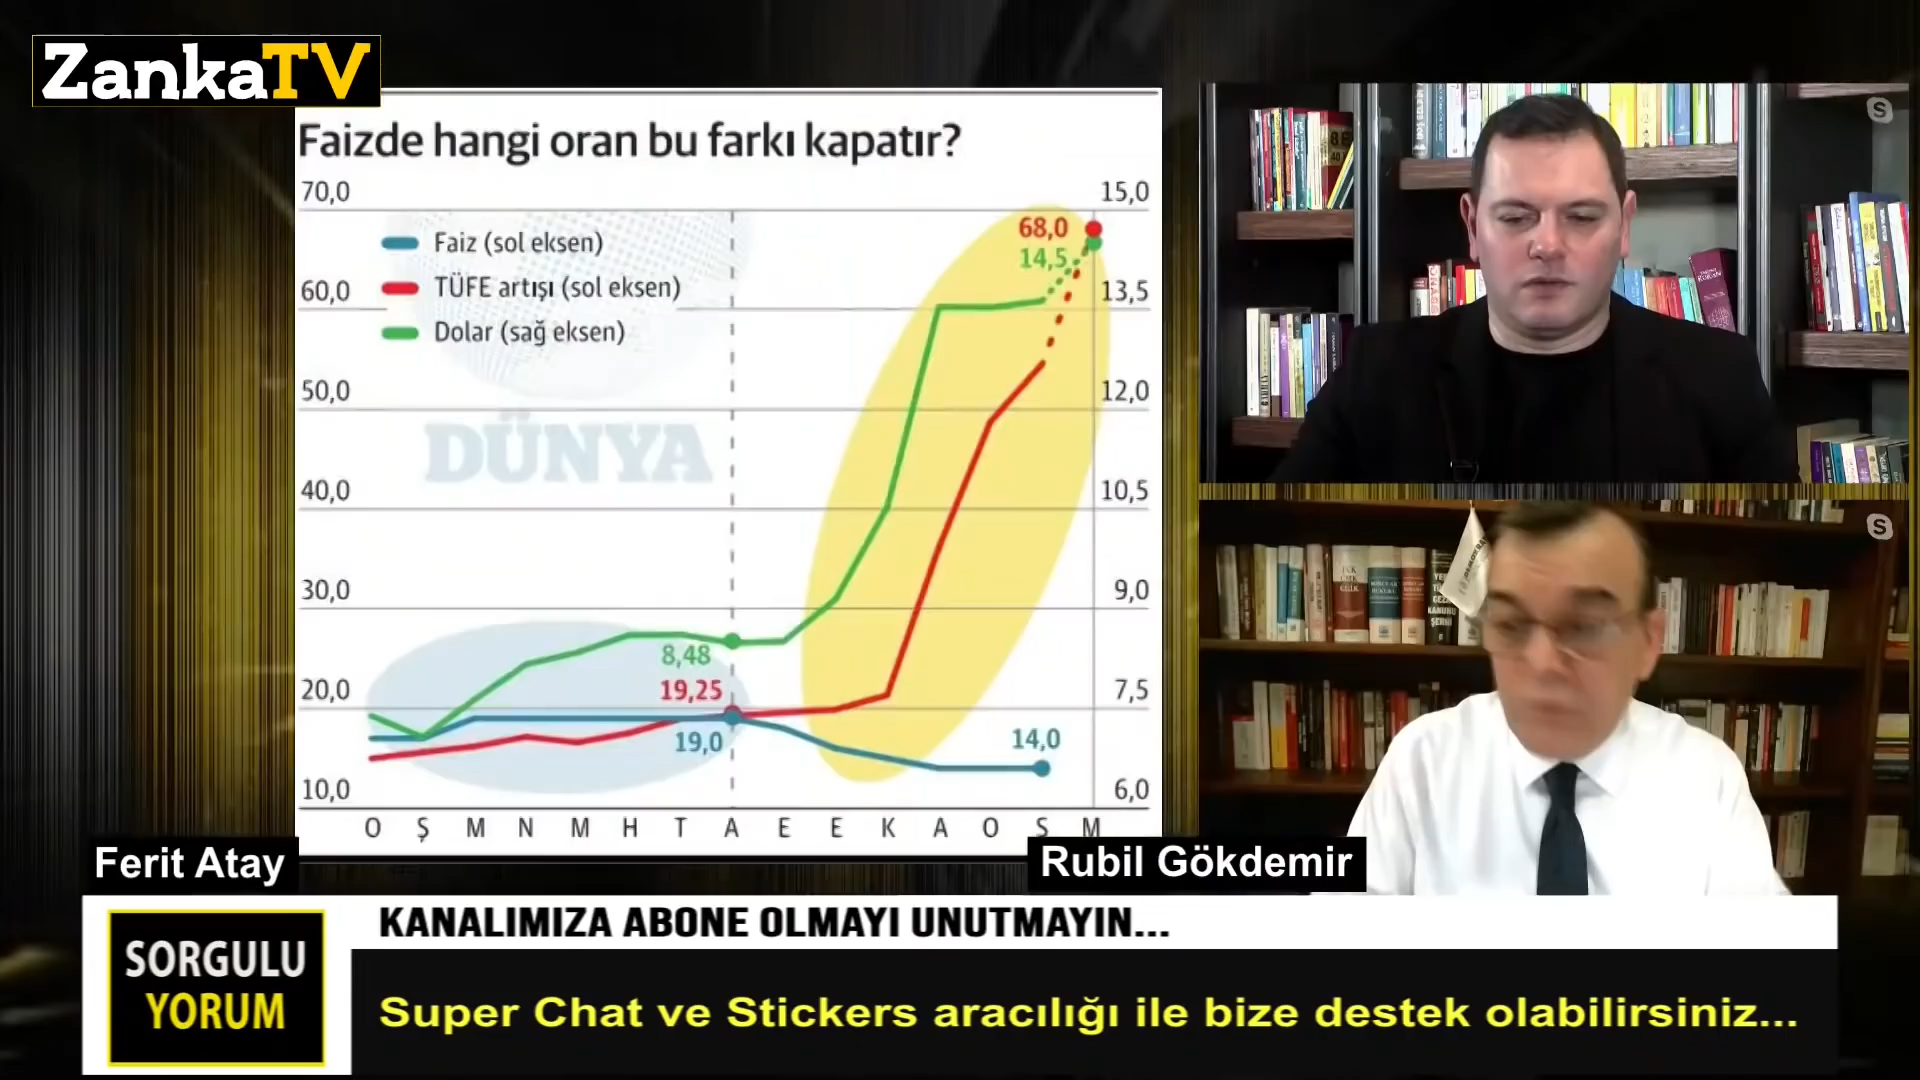 ZankaTV
Faizde hangi oran bu farkı kapatır?
70,0
15,0
Faiz (sol eksen)
TÜFE artışı (sol eksen)
Dolar (sağ eksen)
68,0
14,5
60,0
13,5
50,0
12,0
DÜNYA
40,0
10,5
30,0
9,0
8,48
19,25
19,0
14,0
20,0
7,5
10,0
6,0
O Ş M N M H T A E E K A O Ş M
Ferit Atay
Rubil Gökdemir
SORGULU
YORUM
KANALIMIZA ABONE OLMAYI UNUTMAYIN...
Super Chat ve Stickers aracılığı ile bize destek olabilirsiniz...